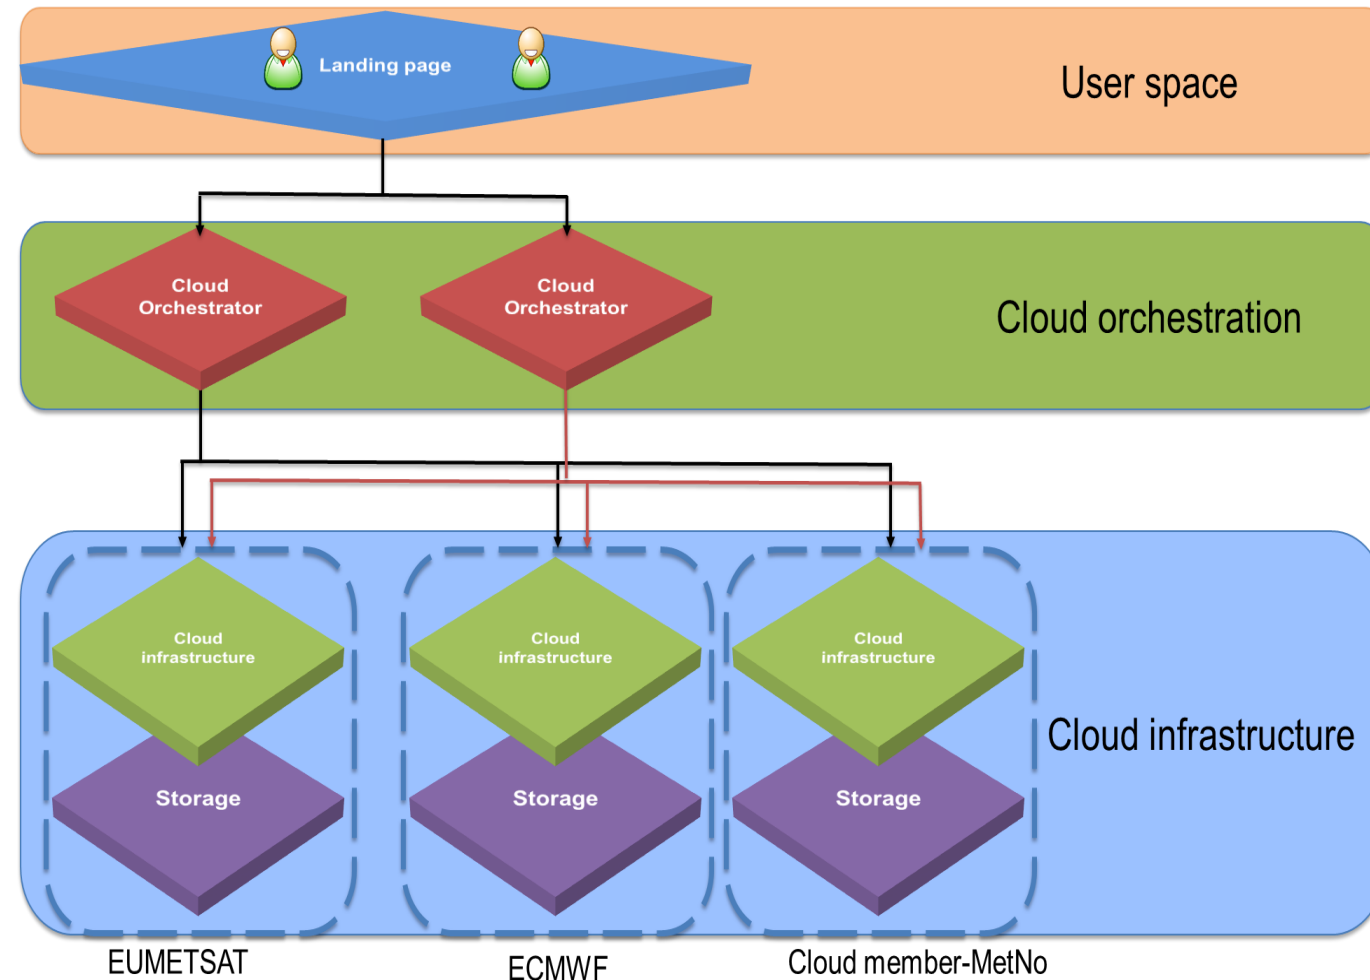 Landing page
User space
Cloud
Orchestrator
Cloud
Orchestrator
Cloud orchestration
Cloud
infrastructure
Cloud
infrastructure
Cloud
infrastructure
Cloud infrastructure
Storage
Storage
Storage
EUMETSAT
ECMWF
Cloud member-MetNo